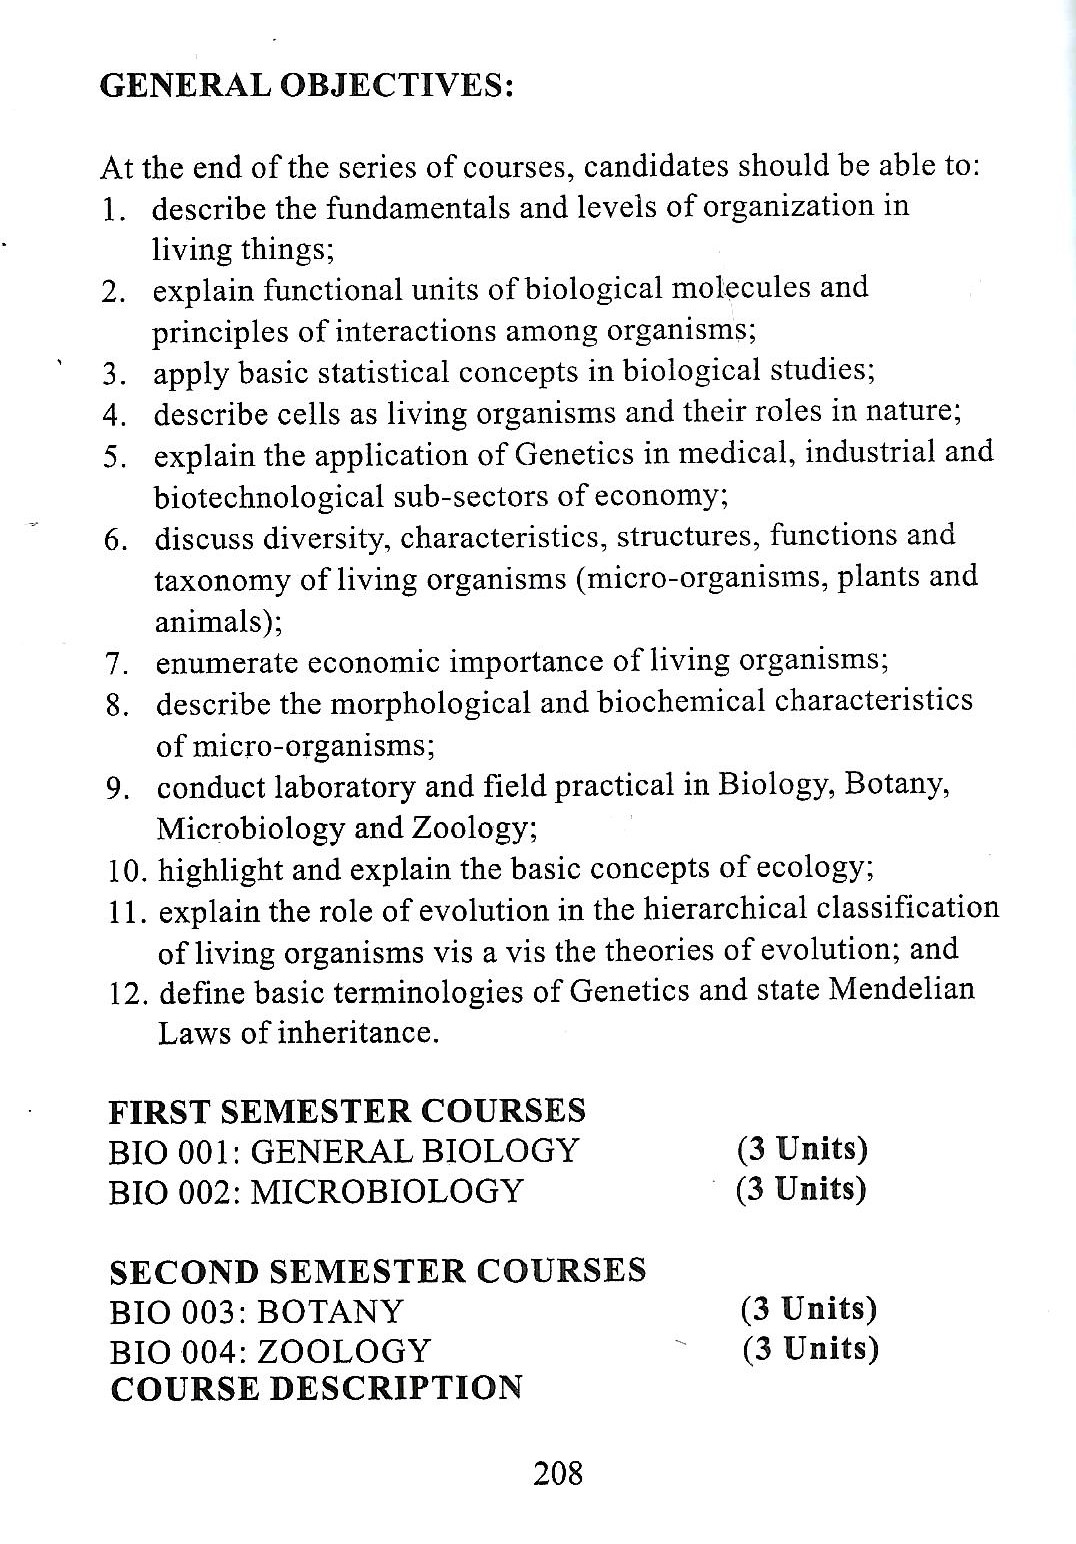 GENERAL OBJECTIVES:
At the end of the series of courses, candidates should be able to:
1. describe the fundamentals and levels of organization in
living things;
2. explain functional units of biological molecules and
principles of interactions among organisms;
3. apply basic statistical concepts in biological studies;
4. describe cells as living organisms and their roles in nature;
5. explain the application of Genetics in medical, industrial and
biotechnological sub-sectors of economy;
6. discuss diversity, characteristics, structures, functions and
taxonomy of living organisms (micro-organisms, plants and
animals);
7. enumerate economic importance of living organisms;
8. describe the morphological and biochemical characteristics
of micro-organisms;
9. conduct laboratory and field practical in Biology, Botany,
Microbiology and Zoology;
10. highlight and explain the basic concepts of ecology;
11. explain the role of evolution in the hierarchical classification
of living organisms vis a vis the theories of evolution; and
12. define basic terminologies of Genetics and state Mendelian
Laws of inheritance.
FIRST SEMESTER COURSES
BIO 001: GENERAL BIOLOGY (3 Units)
BIO 002: MICROBIOLOGY (3 Units)
SECOND SEMESTER COURSES
BIO 003: BOTANY (3 Units)
BIO 004: ZOOLOGY (3 Units)
COURSE DESCRIPTION
208